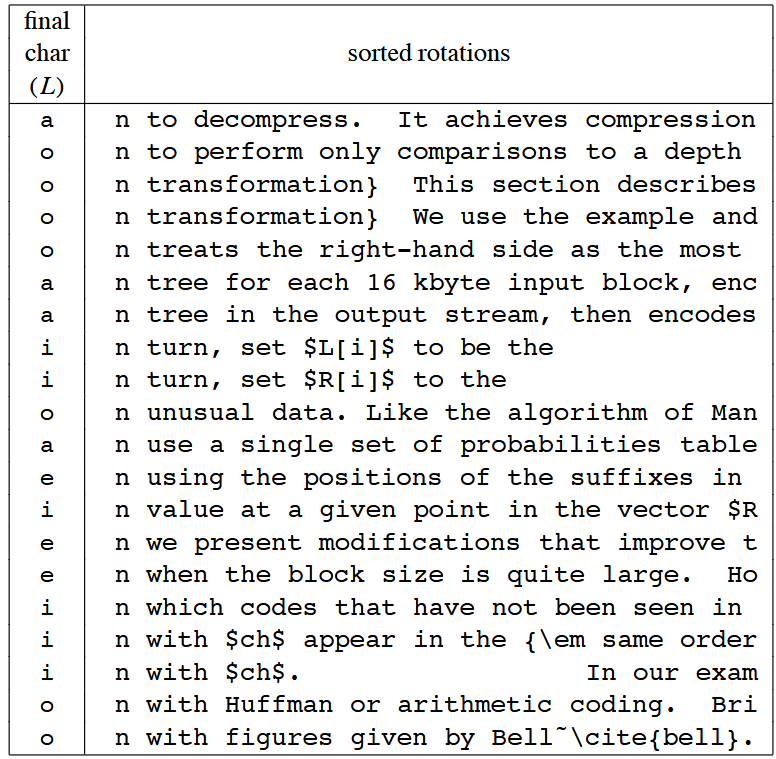 final
char
(L)
sorted rotations
a n to decompress.  It achieves compression
o n to perform only comparisons to a depth
o n transformation}  This section describes
o n transformation}  We use the example and
o n treats the right-hand side as the most
a n tree for each 16 kbyte input block, enc
a n tree in the output stream, then encodes
i n turn, set $L[i]$ to be the
i n turn, set $R[i]$ to the
o n unusual data. Like the algorithm of Man
a n use a single set of probabilities table
e n using the positions of the suffixes in
i n value at a given point in the vector $R
e n we present modifications that improve t
e n when the block size is quite large.  Ho
i n which codes that have not been seen in
i n with $ch$ appear in the {\em same order
i n with $ch$.                  In our exam
o n with Huffman or arithmetic coding.  Bri
o n with figures given by Bell~\cite{bell}.